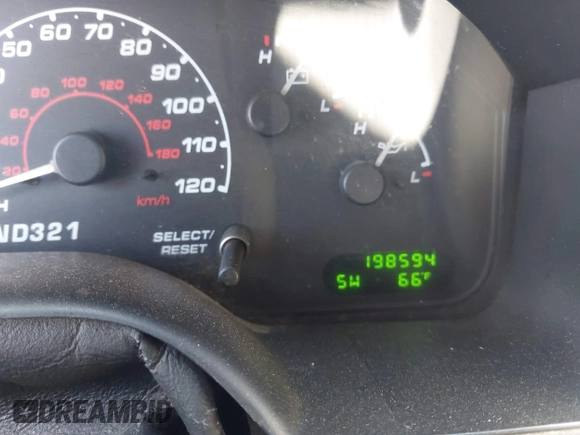 50 60 70 80 90 100 110 120
20 40 60 80 100 120 140 160 180
km/h
H
ND321
SELECT/
RESET
H
L
H
L
198594
SW 66°F
DREAMBID